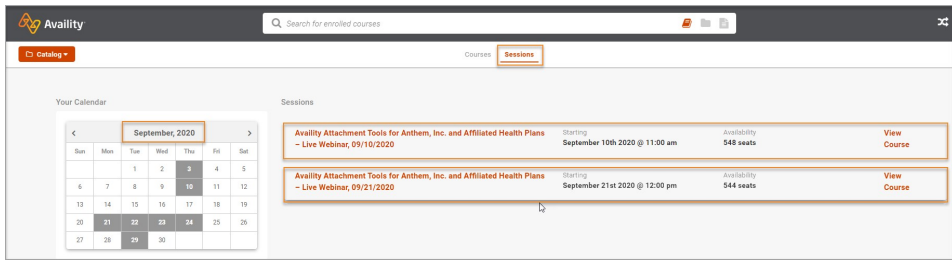 Availity
Search for enrolled courses
Catalog
Courses Sessions
Your Calendar
Sessions
September, 2020
Sun Mon Tue Wed Thu Fri Sat
1 2 3 4 5
6 7 8 9 10 11 12
13 14 15 16 17 18 19
20 21 22 23 24 25 26
27 28 29 30
Availity Attachment Tools for Anthem, Inc. and Affiliated Health Plans
– Live Webinar, 09/10/2020
Starting
September 10th 2020 @ 11:00 am
Availability
548 seats
View
Course
Availity Attachment Tools for Anthem, Inc. and Affiliated Health Plans
– Live Webinar, 09/21/2020
Starting
September 21st 2020 @ 12:00 pm
Availability
544 seats
View
Course